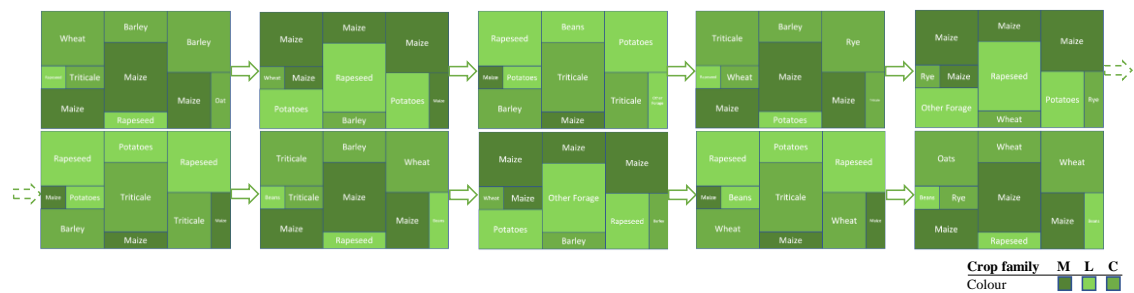 Wheat Barley Barley
Maize
Triticale
Maize Maize Oat
Rapeseed
Maize Maize Maize
Rapeseed
Wheat Maize
Potatoes Potatoes Maize
Barley
Rapeseed Beans Potatoes
Triticale
Maize Potatoes
Barley Triticale Other Forage
Maize
Triticale Barley Rye
Maize
Wheat
Maize Maize
Potatoes
Maize Maize Maize
Rapeseed
Rye Maize
Other Forage Potatoes Rye
Wheat
Rapeseed Potatoes Rapeseed
Triticale
Maize Potatoes
Barley Triticale Maize
Maize
Triticale Barley Wheat
Maize
Beans Triticale
Maize Maize
Rapeseed
Maize Maize Maize
Other Forage
Wheat Maize
Potatoes Rapeseed Barley
Barley
Rapeseed Potatoes Rapeseed
Triticale
Maize Beans
Wheat Wheat Maize
Maize
Oats Wheat Wheat
Maize
Beans Rye
Maize Maize Beans
Rapeseed
Crop family M L C
Colour